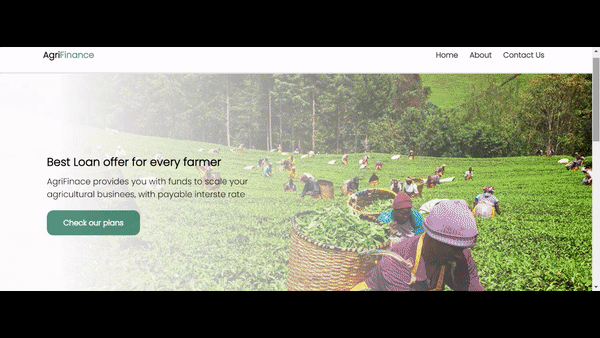 AgriFinance
Home About Contact Us
Best Loan offer for every farmer
AgriFinace provides you with funds to scale your
agricultural businees, with payable interste rate
Check our plans